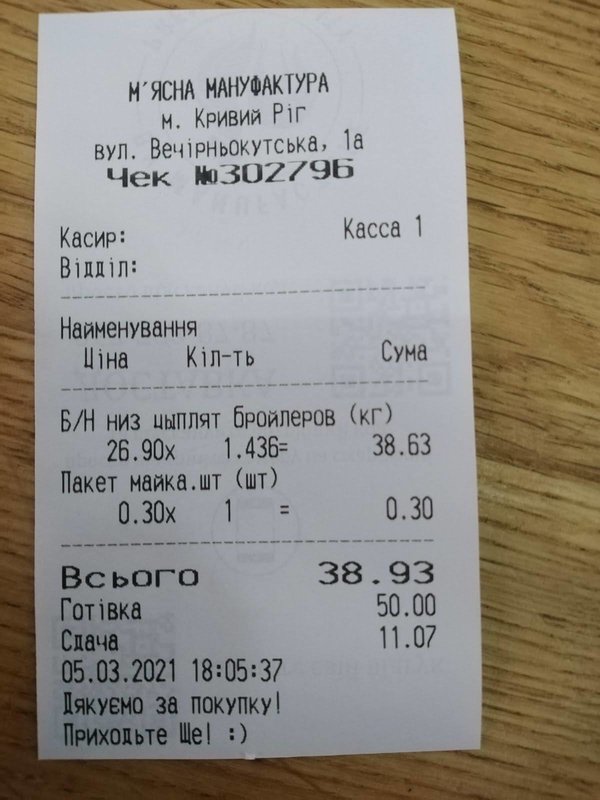 М´ЯСНА МАНУФАКТУРА
м. Кривий Ріг
вул. Вечірньокутська, 1а
Чек №302796
Касир: Касса 1
Відділ:
Найменування
Ціна Кіл-ть Сума
Б/Н низ цыплят бройлеров (кг)
26.90х 1.436= 38.63
Пакет майка.шт (шт)
0.30х 1 = 0.30
Всього 38.93
Готівка 50.00
Сдача 11.07
05.03.2021 18:05:37
Дякуємо за покупку!
Приходьте Ще! :)